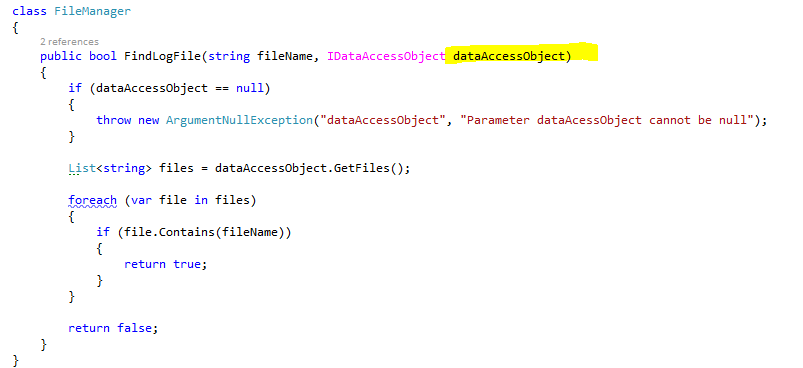 class FileManager
{
2 references
public bool FindLogFile(string fileName, IDataAccessObject dataAccessObject)
{
if (dataAccessObject == null)
{
throw new ArgumentNullException("dataAccessObject", "Parameter dataAcessObject cannot be null");
}
List<string> files = dataAccessObject.GetFiles();
foreach (var file in files)
{
if (file.Contains(fileName))
{
return true;
}
}
return false;
}
}